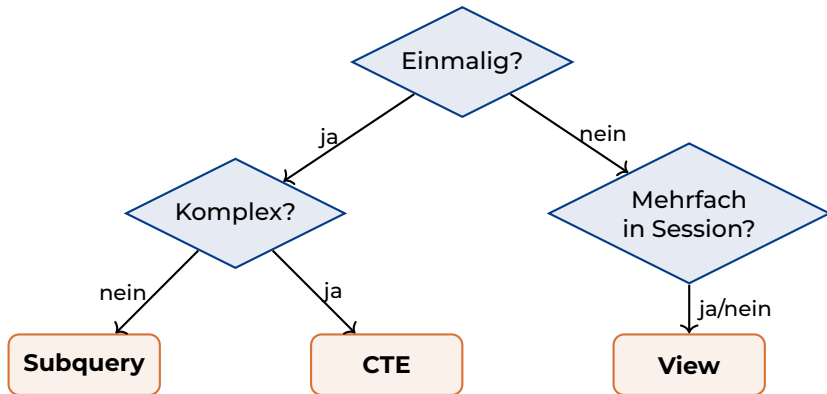 Einmalig?
ja
nein
Komplex?
Mehrfach
in Session?
nein
ja
ja/nein
Subquery
CTE
View